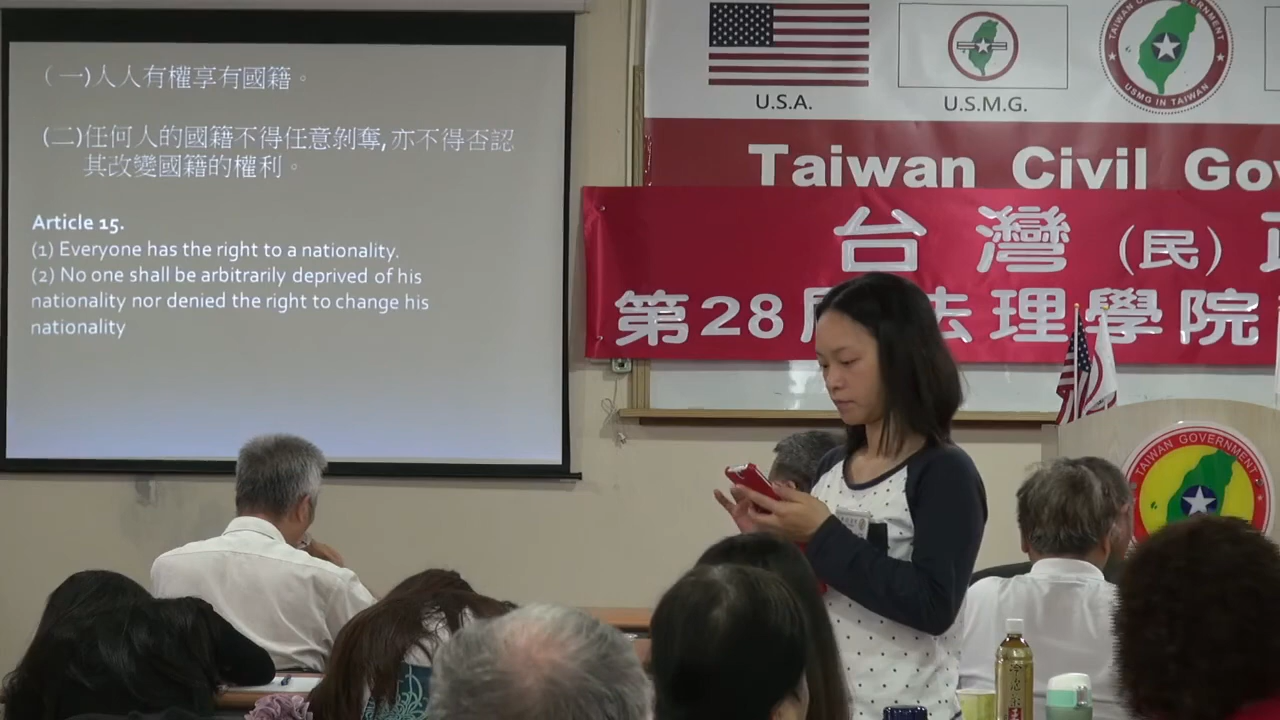 (一)人人有權享有國籍。
(二)任何人的國籍不得任意剝奪,亦不得否認
其改變國籍的權利。
Article 15.
(1) Everyone has the right to a nationality.
(2) No one shall be arbitrarily deprived of his
nationality nor denied the right to change his
nationality
U.S.A.
U.S.M.G.
USMG IN TAIWAN
Taiwan Civil Gov
台灣(民)
第28 法理學院
TAIWAN GOVERNMENT